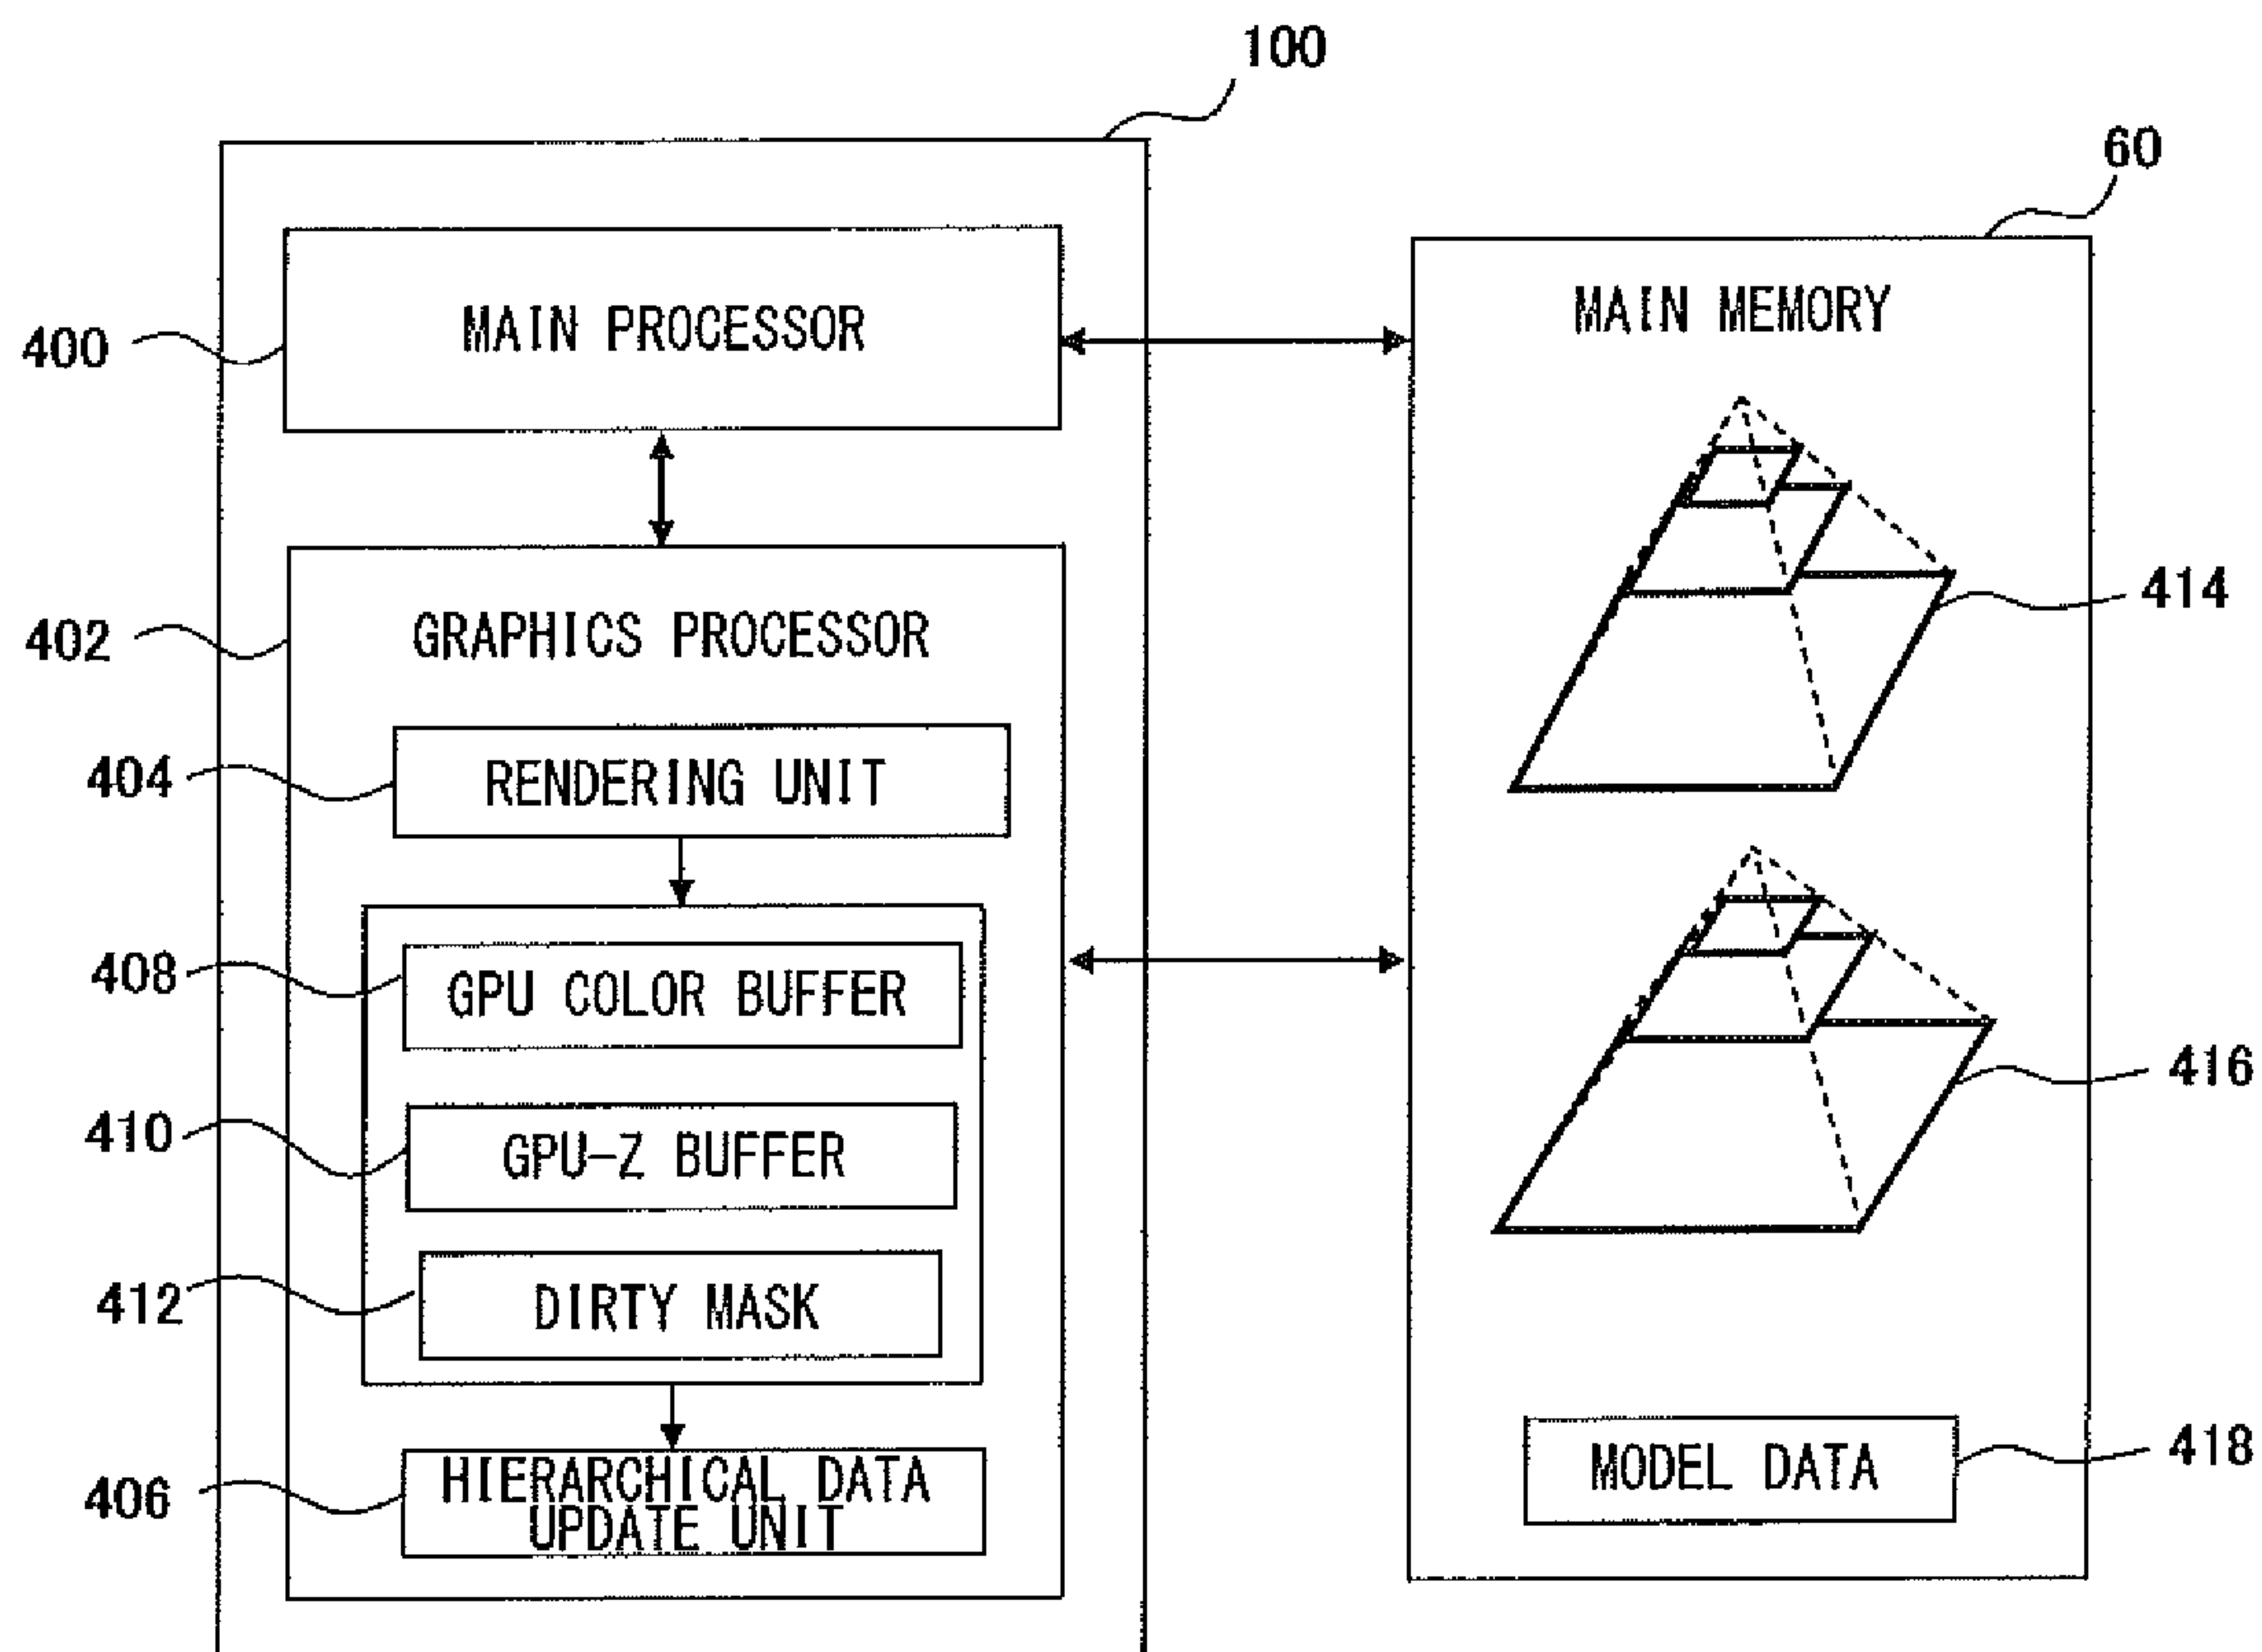 100
60
MAIN PROCESSOR
MAIN MEMORY
400
402
GRAPHICS PROCESSOR
414
404
RENDERING UNIT
408
GPU COLOR BUFFER
416
410
GPU-Z BUFFER
412
DIRTY MASK
418
MODEL DATA
406
HIERARCHICAL DATA
UPDATE UNIT